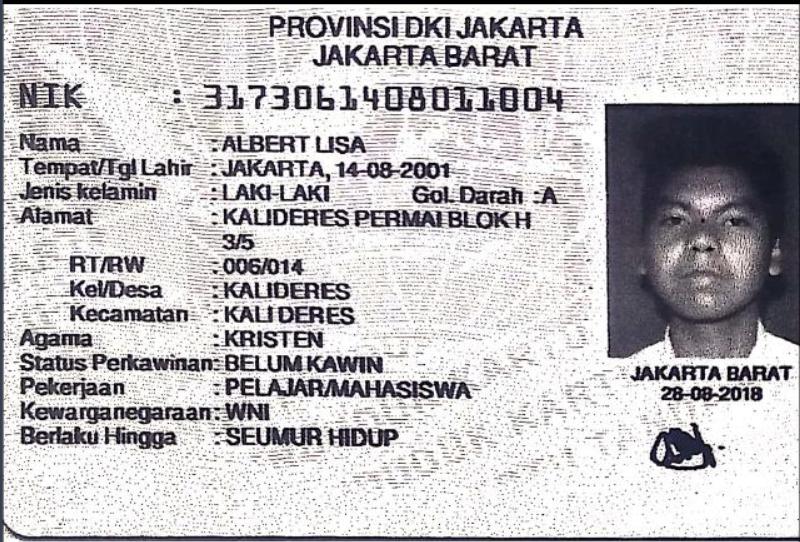 PROVINSI DKI JAKARTA
JAKARTA BARAT
NIK : 3173061408011004
Nama : ALBERT LISA
Tempat/Tgl Lahir : JAKARTA, 14-08-2001
Jenis kelamin : LAKI-LAKI Gol. Darah : A
Alamat : KALIDERES PERMAI BLOK H
3/5
RT/RW : 006/014
Kel/Desa : KALIDERES
Kecamatan : KALIDERES
Agama : KRISTEN
Status Perkawinan: BELUM KAWIN
Pekerjaan : PELAJAR/MAHASISWA
Kewarganegaraan: WNI
Berlaku Hingga : SEUMUR HIDUP
JAKARTA BARAT
28-08-2018